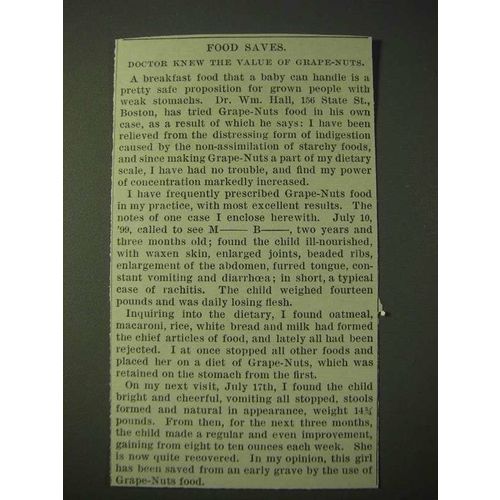 FOOD SAVES.
DOCTOR KNEW THE VALUE OF GRAPE-NUTS.
A breakfast food that a baby can handle is a
pretty safe proposition for grown people with
weak stomachs. Dr. Wm. Hall, 156 State St.,
Boston, has tried Grape-Nuts food in his own
case, as a result of which he says: I have been
relieved from the distressing form of indigestion
caused by the non-assimilation of starchy foods,
and since making Grape-Nuts a part of my dietary
scale, I have had no trouble, and find my power
of concentration markedly increased.
I have frequently prescribed Grape-Nuts food
in my practice, with most excellent results. The
notes of one case I enclose herewith. July 10,
'99, called to see M—— B——, two years and
three months old; found the child ill-nourished,
with waxen skin, enlarged joints, beaded ribs,
enlargement of the abdomen, furred tongue, con-
stant vomiting and diarrhœa; in short, a typical
case of rachitis. The child weighed fourteen
pounds and was daily losing flesh.
Inquiring into the dietary, I found oatmeal,
macaroni, rice, white bread and milk had formed
the chief articles of food, and lately all had been
rejected. I at once stopped all other foods and
placed her on a diet of Grape-Nuts, which was
retained on the stomach from the first.
On my next visit, July 17th, I found the child
bright and cheerful, vomiting all stopped, stools
formed and natural in appearance, weight 14¾
pounds. From then, for the next three months,
the child made a regular and even improvement,
gaining from eight to ten ounces each week. She
is now quite recovered. In my opinion, this girl
has been saved from an early grave by the use of
Grape-Nuts food.